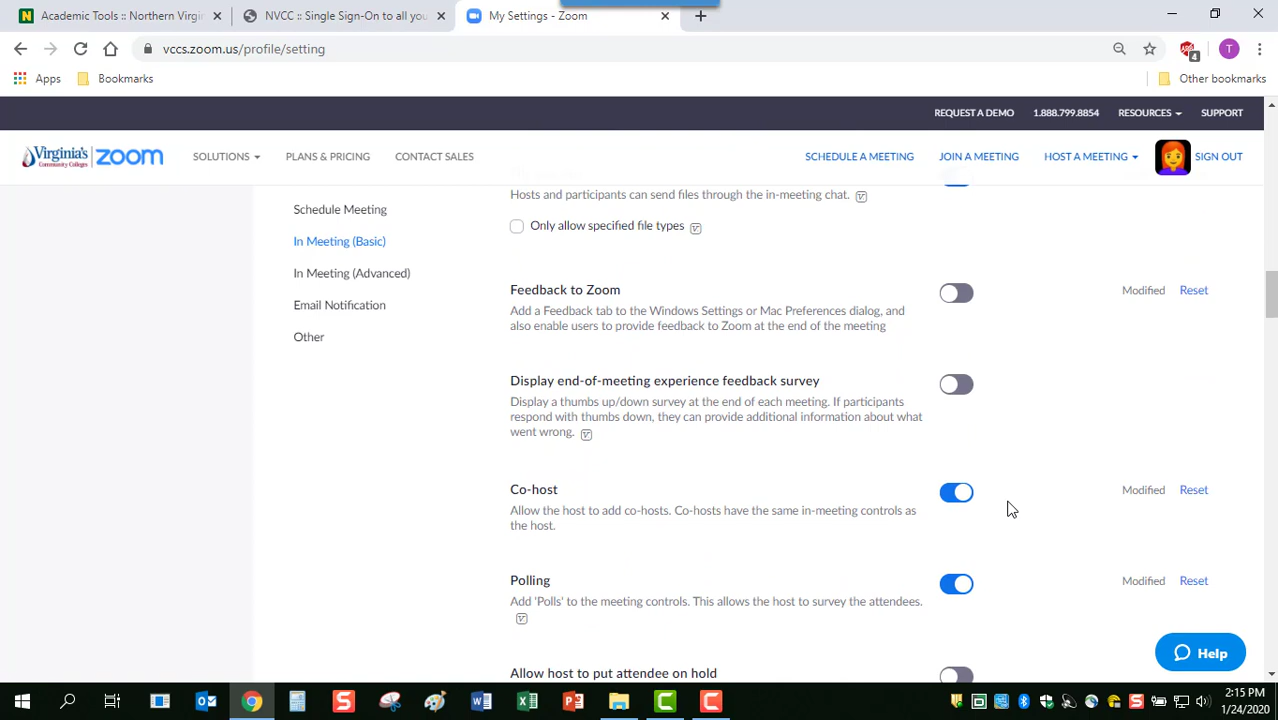 Academic Tools | Northern Virgin
NVCC :: Single Sign-On to all you
My Settings - Zoom
vccs.zoom.us/profile/setting
4
T
Apps
Bookmarks
Other bookmarks
REQUEST A DEMO
1.888.799.8854
RESOURCES
SUPPORT
Virginia's
Community Colleges
zoom
SOLUTIONS
PLANS & PRICING
CONTACT SALES
SCHEDULE A MEETING
JOIN A MEETING
HOST A MEETING
SIGN OUT
Schedule Meeting
In Meeting (Basic)
In Meeting (Advanced)
Email Notification
Other
Hosts and participants can send files through the in-meeting chat.
Only allow specified file types
Feedback to Zoom
Modified
Reset
Add a Feedback tab to the Windows Settings or Mac Preferences dialog, and
also enable users to provide feedback to Zoom at the end of the meeting
Display end-of-meeting experience feedback survey
Display a thumbs up/down survey at the end of each meeting. If participants
respond with thumbs down, they can provide additional information about what
went wrong.
Co-host
Modified
Reset
Allow the host to add co-hosts. Co-hosts have the same in-meeting controls as
the host.
Polling
Modified
Reset
Add 'Polls' to the meeting controls. This allows the host to survey the attendees.
Allow host to put attendee on hold
Help
2:15 PM
1/24/2020